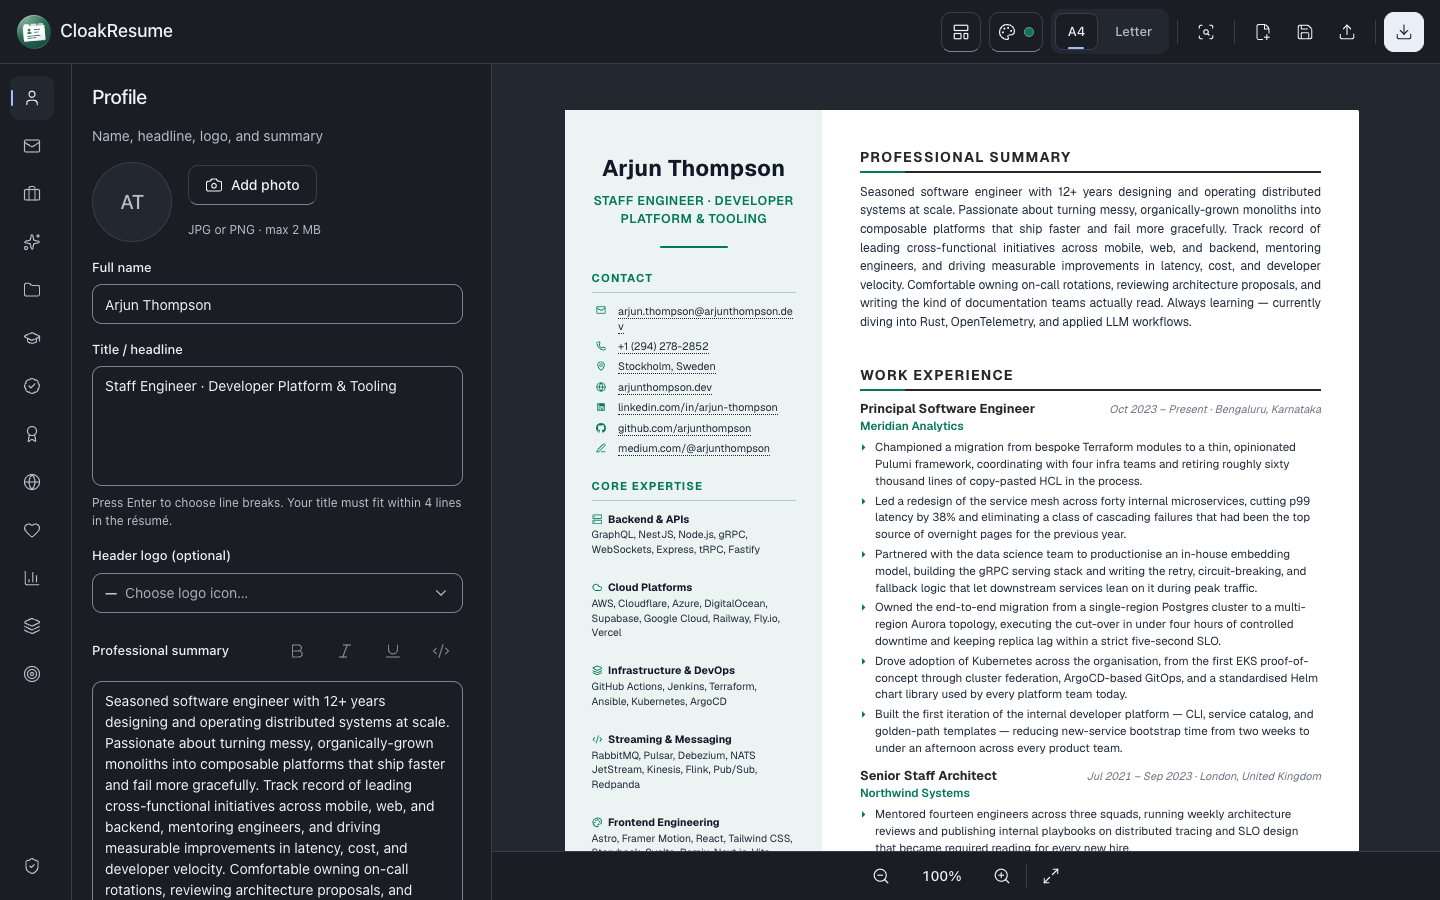 CloakResume
A4
Letter
Profile
Name, headline, logo, and summary
AT
Add photo
JPG or PNG · max 2 MB
Full name
Arjun Thompson
Title / headline
Staff Engineer · Developer Platform & Tooling
Press Enter to choose line breaks. Your title must fit within 4 lines
in the résumé.
Header logo (optional)
— Choose logo icon...
Professional summary
Seasoned software engineer with 12+ years
designing and operating distributed systems at scale.
Passionate about turning messy, organically-grown
monoliths into composable platforms that ship faster
and fail more gracefully. Track record of leading
cross-functional initiatives across mobile, web, and
backend, mentoring engineers, and driving
measurable improvements in latency, cost, and
developer velocity. Comfortable owning on-call
rotations, reviewing architecture proposals, and
Arjun Thompson
STAFF ENGINEER · DEVELOPER
PLATFORM & TOOLING
CONTACT
arjun.thompson@arjunthompson.de
v
+1 (294) 278-2852
Stockholm, Sweden
arjunthompson.dev
linkedin.com/in/arjun-thompson
github.com/arjunthompson
medium.com/@arjunthompson
CORE EXPERTISE
Backend & APIs
GraphQL, NestJS, Node.js, gRPC,
WebSockets, Express, tRPC, Fastify
Cloud Platforms
AWS, Cloudflare, Azure, DigitalOcean,
Supabase, Google Cloud, Railway, Fly.io,
Vercel
Infrastructure & DevOps
GitHub Actions, Jenkins, Terraform,
Ansible, Kubernetes, ArgoCD
Streaming & Messaging
RabbitMQ, Pulsar, Debezium, NATS
JetStream, Kinesis, Flink, Pub/Sub,
Redpanda
Frontend Engineering
Astro, Framer Motion, React, Tailwind CSS,
PROFESSIONAL SUMMARY
Seasoned software engineer with 12+ years designing and operating distributed
systems at scale. Passionate about turning messy, organically-grown monoliths into
composable platforms that ship faster and fail more gracefully. Track record of
leading cross-functional initiatives across mobile, web, and backend, mentoring
engineers, and driving measurable improvements in latency, cost, and developer
velocity. Comfortable owning on-call rotations, reviewing architecture proposals, and
writing the kind of documentation teams actually read. Always learning — currently
diving into Rust, OpenTelemetry, and applied LLM workflows.
WORK EXPERIENCE
Principal Software Engineer
Oct 2023 – Present · Bengaluru, Karnataka
Meridian Analytics
Championed a migration from bespoke Terraform modules to a thin, opinionated
Pulumi framework, coordinating with four infra teams and retiring roughly sixty
thousand lines of copy-pasted HCL in the process.
Led a redesign of the service mesh across forty internal microservices, cutting p99
latency by 38% and eliminating a class of cascading failures that had been the top
source of overnight pages for the previous year.
Partnered with the data science team to productionise an in-house embedding
model, building the gRPC serving stack and writing the retry, circuit-breaking, and
fallback logic that let downstream services lean on it during peak traffic.
Owned the end-to-end migration from a single-region Postgres cluster to a multi-
region Aurora topology, executing the cut-over in under four hours of controlled
downtime and keeping replica lag within a strict five-second SLO.
Drove adoption of Kubernetes across the organisation, from the first EKS proof-of-
concept through cluster federation, ArgoCD-based GitOps, and a standardised Helm
chart library used by every platform team today.
Built the first iteration of the internal developer platform — CLI, service catalog, and
golden-path templates — reducing new-service bootstrap time from two weeks to
under an afternoon across every product team.
Senior Staff Architect
Jul 2021 – Sep 2023 · London, United Kingdom
Northwind Systems
Mentored fourteen engineers across three squads, running weekly architecture
reviews and publishing internal playbooks on distributed tracing and SLO design
that became required reading for every new hire.
100%